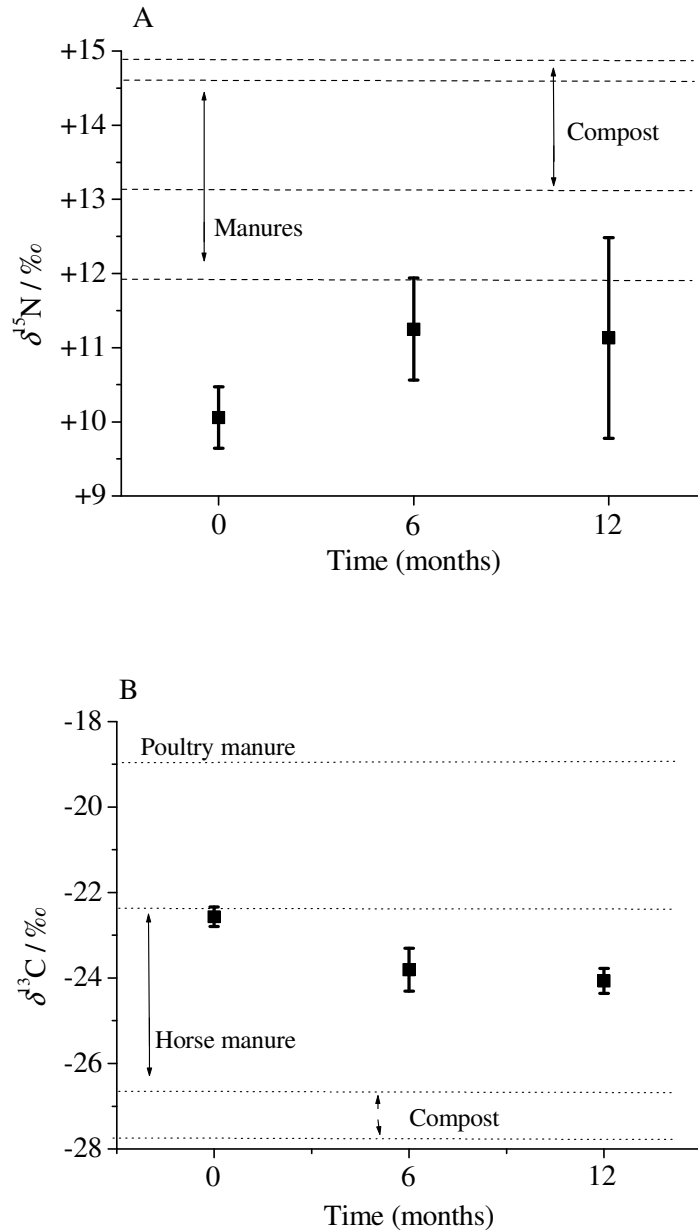 A
+15
+14
+13
+12
+11
+10
+9
δ¹⁵N / ‰
Compost
Manures
0 6 12
Time (months)
B
-18
-20
-22
-24
-26
-28
δ¹³C / ‰
Poultry manure
Horse manure
Compost
0 6 12
Time (months)